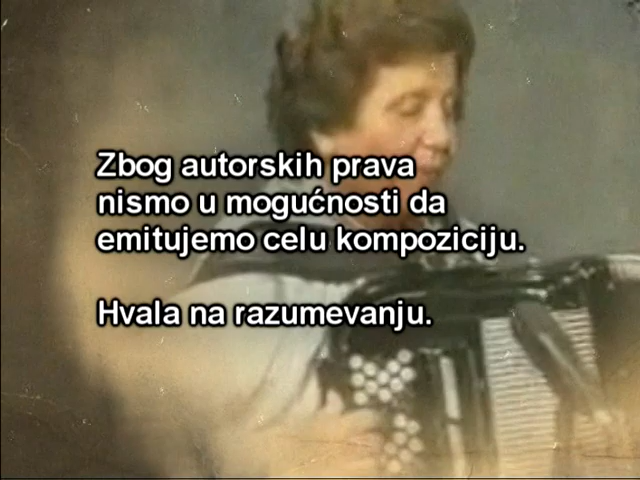 Zbog autorskih prava
nismo u mogućnosti da
emitujemo celu kompoziciju.
Hvala na razumevanju.